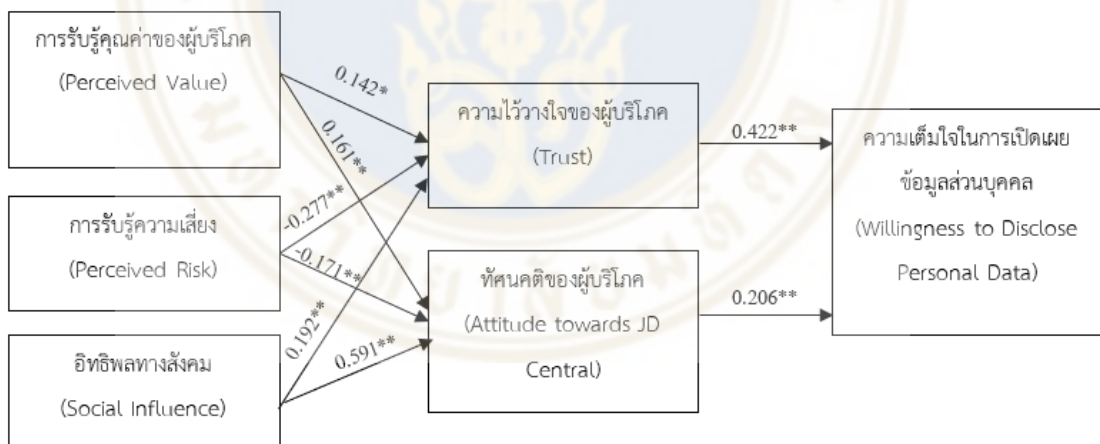 การรับรู้คุณค่าของผู้บริโภค
(Perceived Value)
การรับรู้ความเสี่ยง
(Perceived Risk)
อิทธิพลทางสังคม
(Social Influence)
0.142*
0.161**
-0.277**
-0.171**
0.192**
0.591**
ความไว้วางใจของผู้บริโภค
(Trust)
ทัศนคติของผู้บริโภค
(Attitude towards JD
Central)
0.422**
0.206**
ความเต็มใจในการเปิดเผย
ข้อมูลส่วนบุคคล
(Willingness to Disclose
Personal Data)